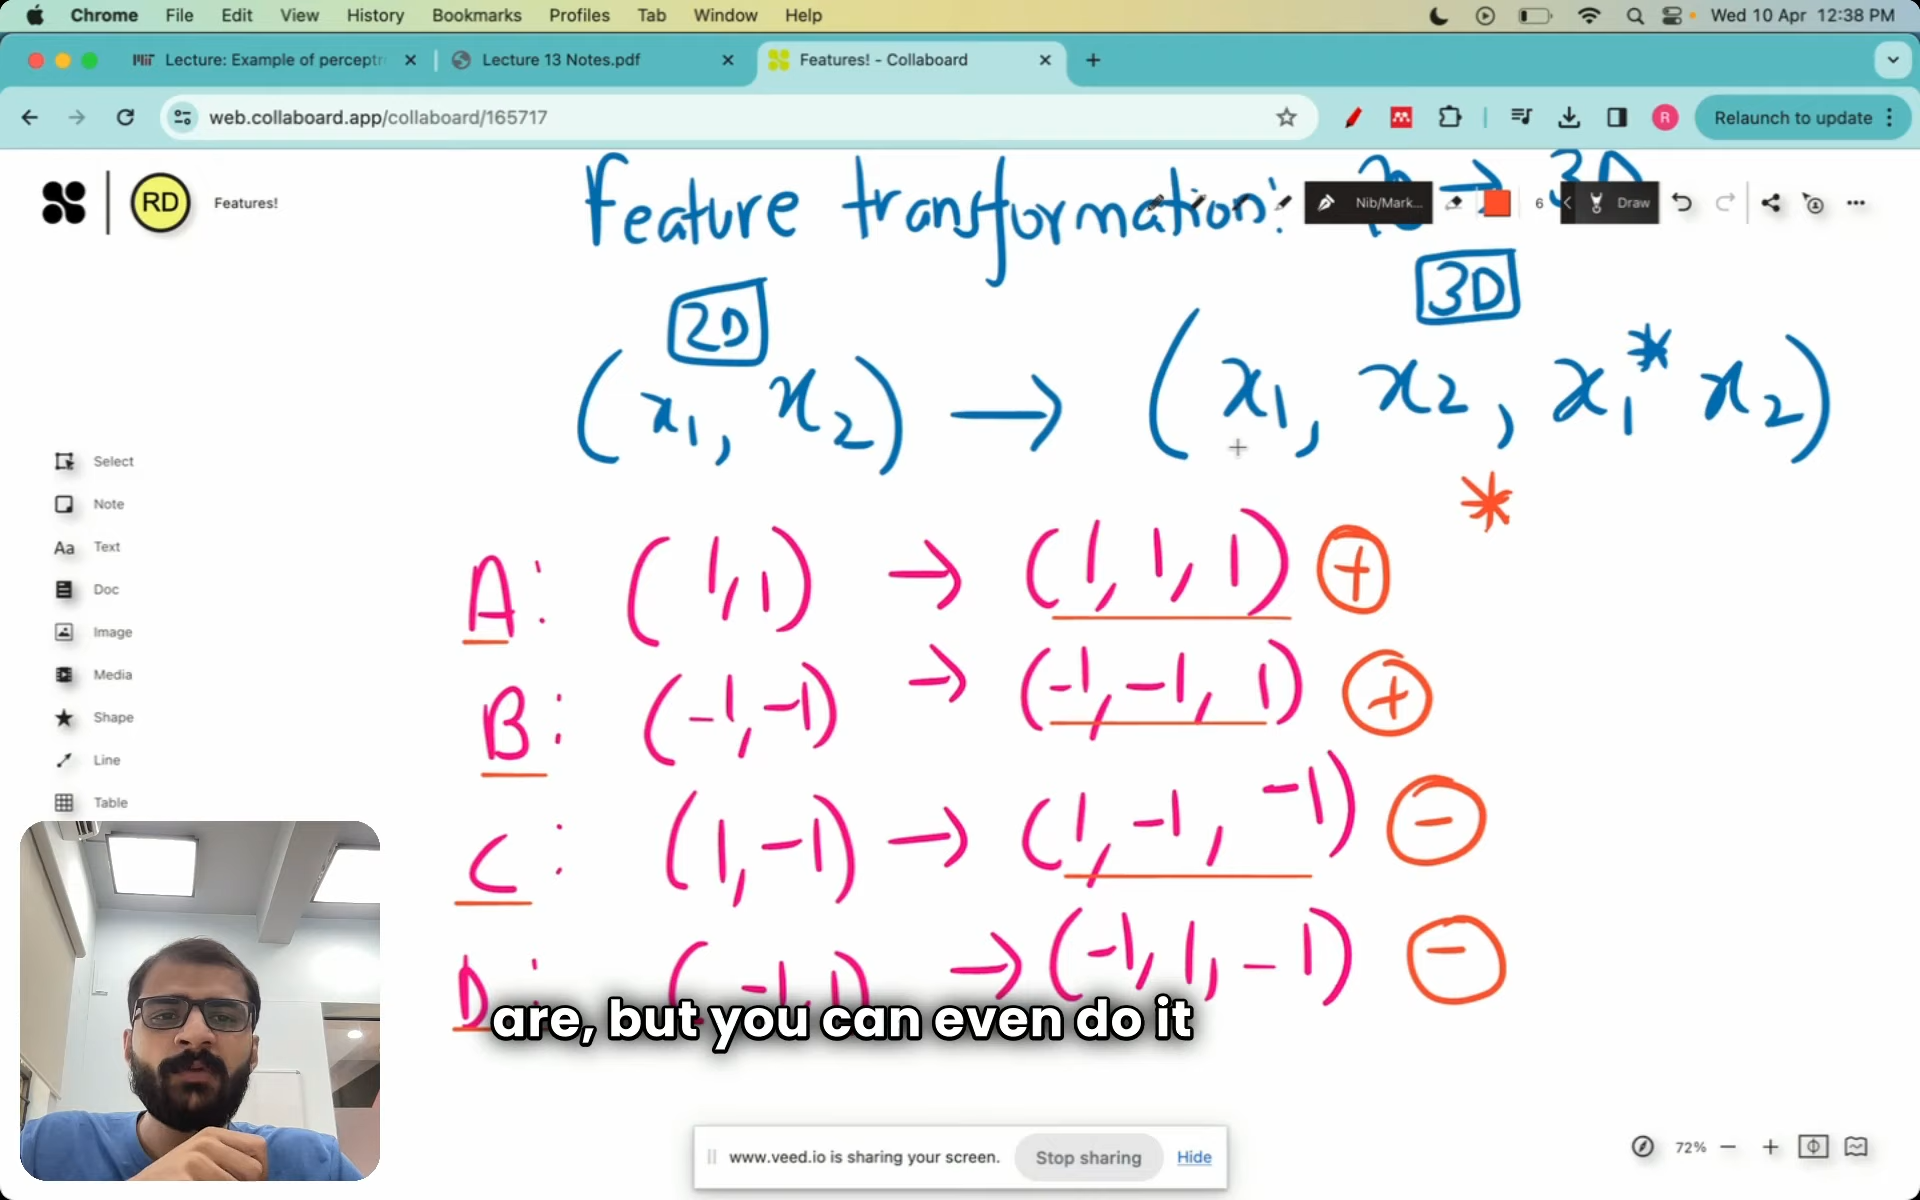 Chrome File Edit View History Bookmarks Profiles Tab Window Help Wed 10 Apr 12:38 PM
MIT Lecture: Example of perceptr Lecture 13 Notes.pdf Features! - Collaboard
web.collaboard.app/collaboard/165717 R Relaunch to update
Feature transformation: 2D → 3D
RD Features! Nib/Mark... 6 Draw
2D 3D
(x1, x2) → (x1, x2, x1 * x2)
*
Select
Note
Text
Doc
Image
Media
Shape
Line
Table
A: (1, 1) → (1, 1, 1) +
B: (-1, -1) → (-1, -1, 1) +
C: (1, -1) → (1, -1, -1) -
D: (-1, 1) → (-1, 1, -1) -
are, but you can even do it
www.veed.io is sharing your screen. Stop sharing Hide
72%